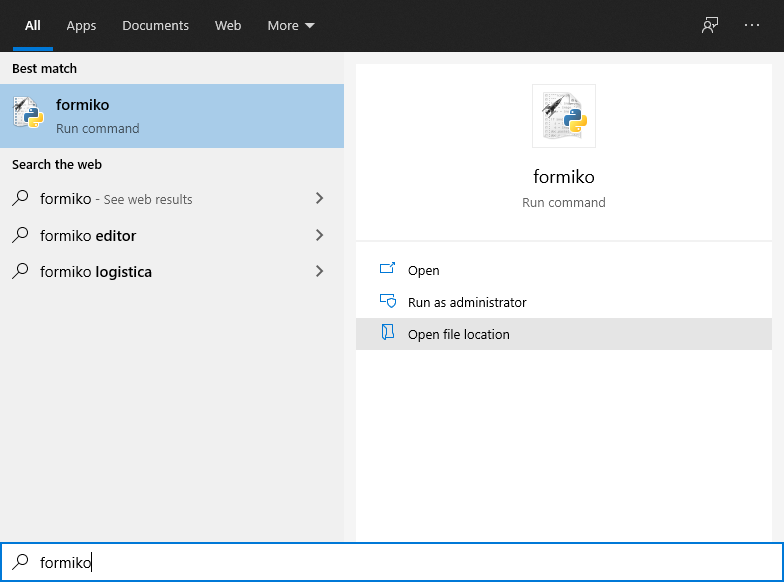 All Apps Documents Web More
Best match
formiko
Run command
Search the web
formiko - See web results
formiko editor
formiko logistica
formiko
Run command
Open
Run as administrator
Open file location
formiko